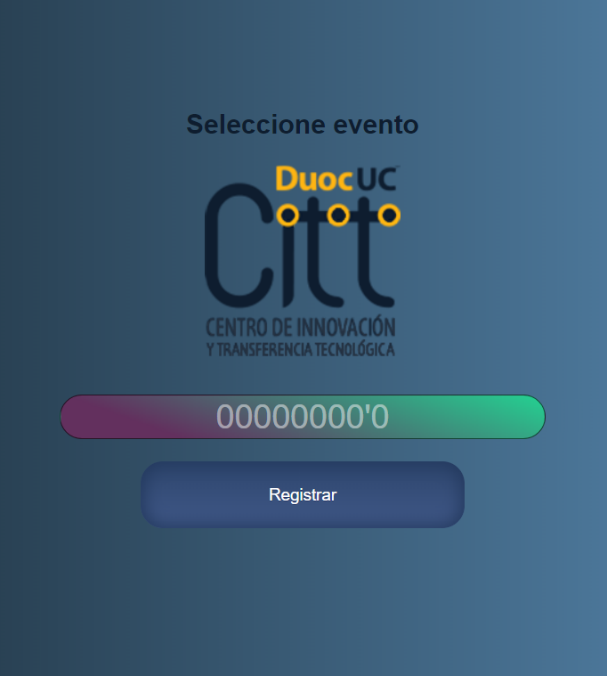 Seleccione evento
Duoc UC
Citt
CENTRO DE INNOVACIÓN
Y TRANSFERENCIA TECNOLÓGICA
00000000'0
Registrar